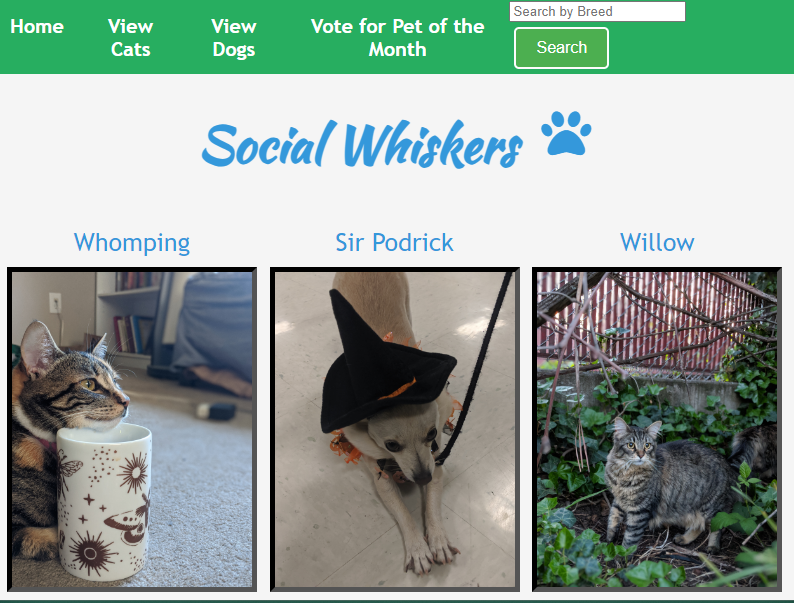 Home
View
Cats
View
Dogs
Vote for Pet of the
Month
Search by Breed
Search
Social Whiskers
Whomping
Sir Podrick
Willow